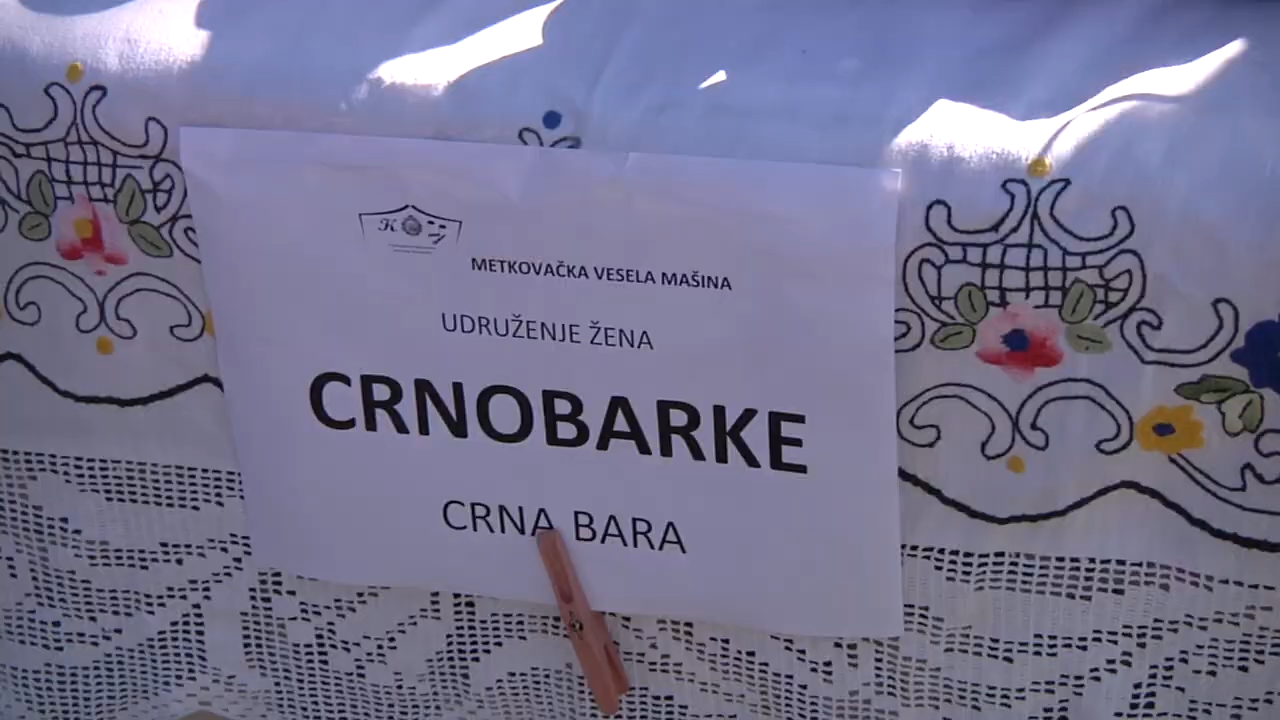 K
METKOVAČKA VESELA MAŠINA
UDRUŽENJE ŽENA
CRNOBARKE
CRNA BARA